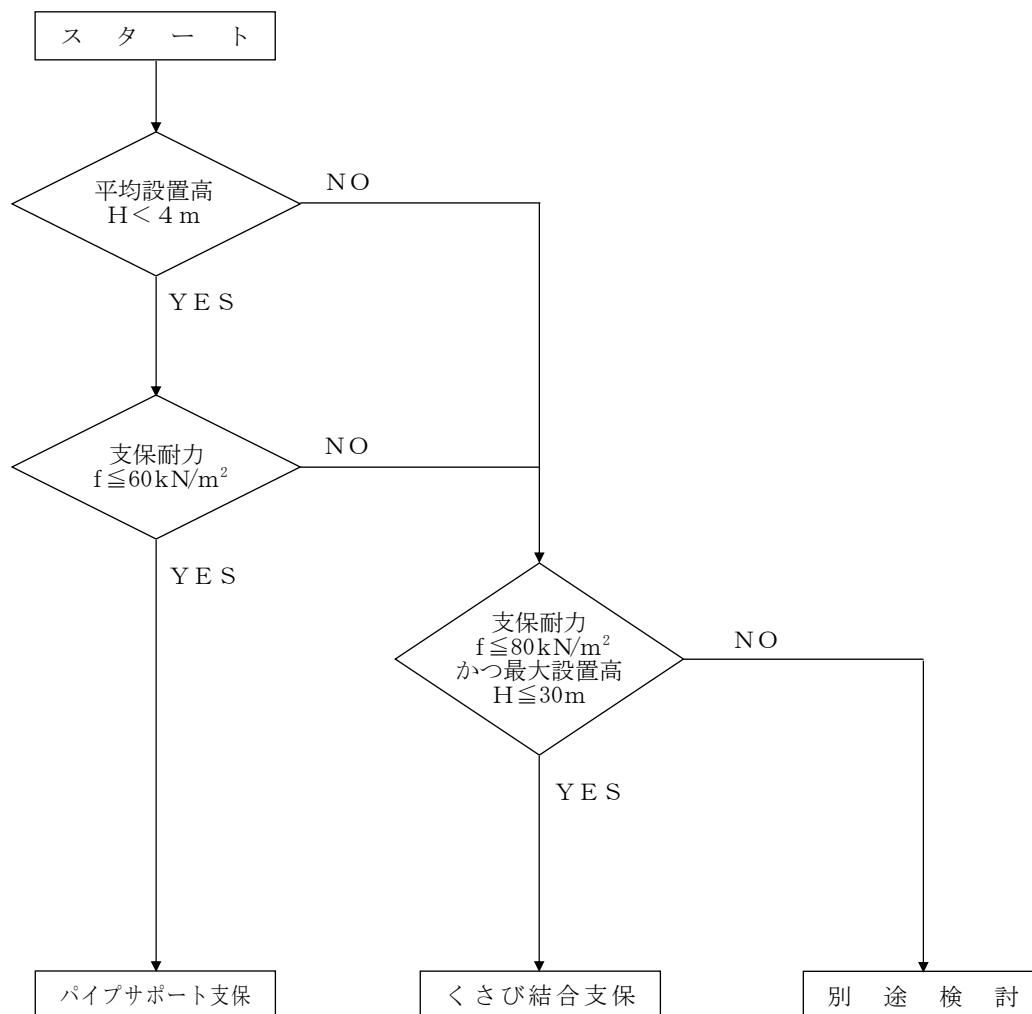 スタート
平均設置高
H＜4m
NO
YES
支保耐力
f≦60kN/m²
NO
YES
支保耐力
f≦80kN/m²
かつ最大設置高
H≦30m
NO
YES
パイプサポート支保
くさび結合支保
別途検討